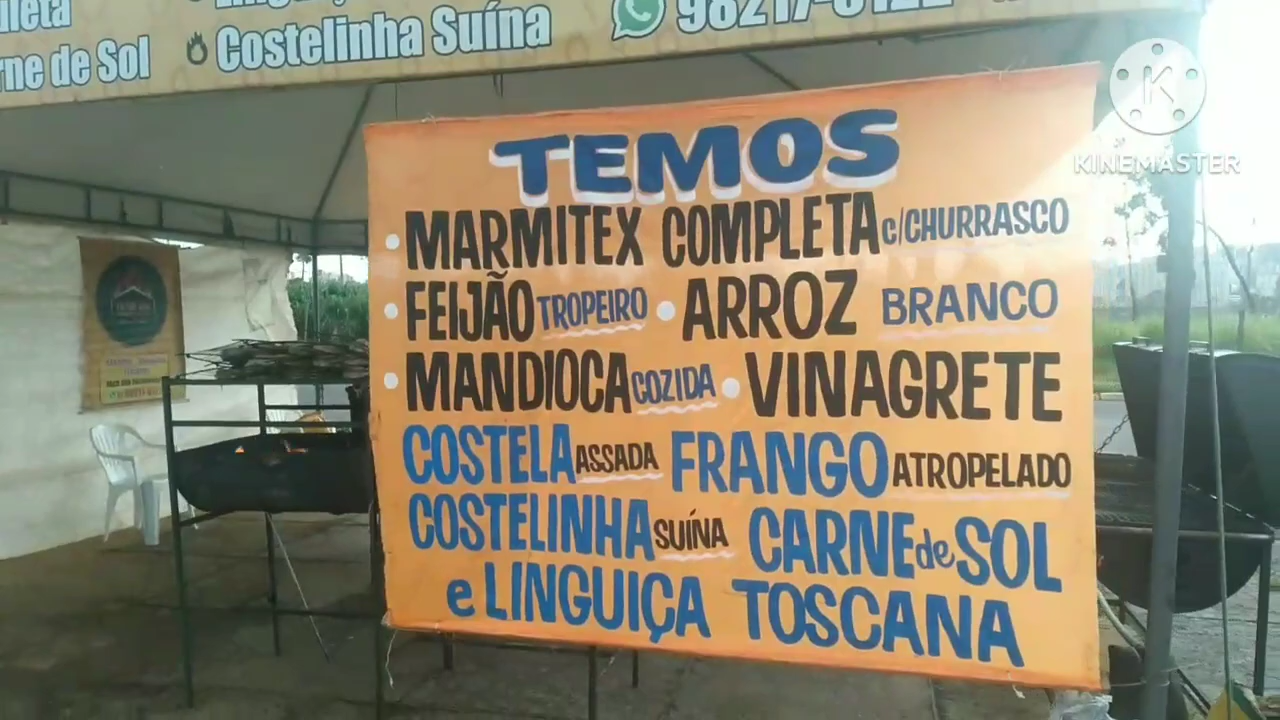 rne de Sol
Costelinha Suína
KINEMASTER
TEMOS
• MARMITEX COMPLETA c/CHURRASCO
• FEIJÃO TROPEIRO • ARROZ BRANCO
• MANDIOCA COZIDA • VINAGRETE
COSTELA ASSADA FRANGO ATROPELADO
COSTELINHA SUÍNA CARNE de SOL
e LINGUIÇA TOSCANA